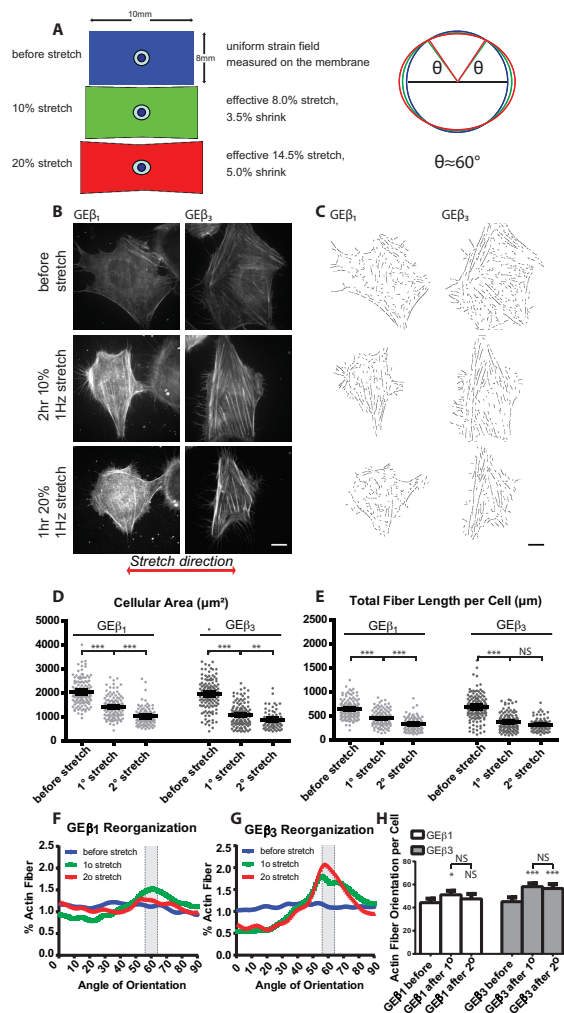 A
10mm
8mm
before stretch
uniform strain field
measured on the membrane
10% stretch
effective 8.0% stretch,
3.5% shrink
20% stretch
effective 14.5% stretch,
5.0% shrink
θ θ
θ≈60°
B
GEβ1 GEβ3
before
stretch
2hr 10%
1Hz stretch
1hr 20%
1Hz stretch
Stretch direction
C
GEβ1 GEβ3
D
Cellular Area (μm²)
GEβ1 GEβ3
*** *** *** **
5000
4000
3000
2000
1000
0
before stretch
1° stretch
2° stretch
before stretch
1° stretch
2° stretch
E
Total Fiber Length per Cell (μm)
GEβ1 GEβ3
*** *** *** NS
2500
2000
1500
1000
500
0
before stretch
1° stretch
2° stretch
before stretch
1° stretch
2° stretch
F
GEβ1 Reorganization
before stretch
1o stretch
2o stretch
% Actin Fiber
2.5
2.0
1.5
1.0
0.5
0.0
0 10 20 30 40 50 60 70 80 90
Angle of Orientation
G
GEβ3 Reorganization
before stretch
1o stretch
2o stretch
% Actin Fiber
2.5
2.0
1.5
1.0
0.5
0.0
0 10 20 30 40 50 60 70 80 90
Angle of Orientation
H
GEβ1
GEβ3
Actin Fiber Orientation per Cell
80
60
40
20
0
NS
* NS
NS
*** ***
GEβ1 before
GEβ1 after 1º
GEβ1 after 2º
GEβ3 before
GEβ3 after 1º
GEβ3 after 2º